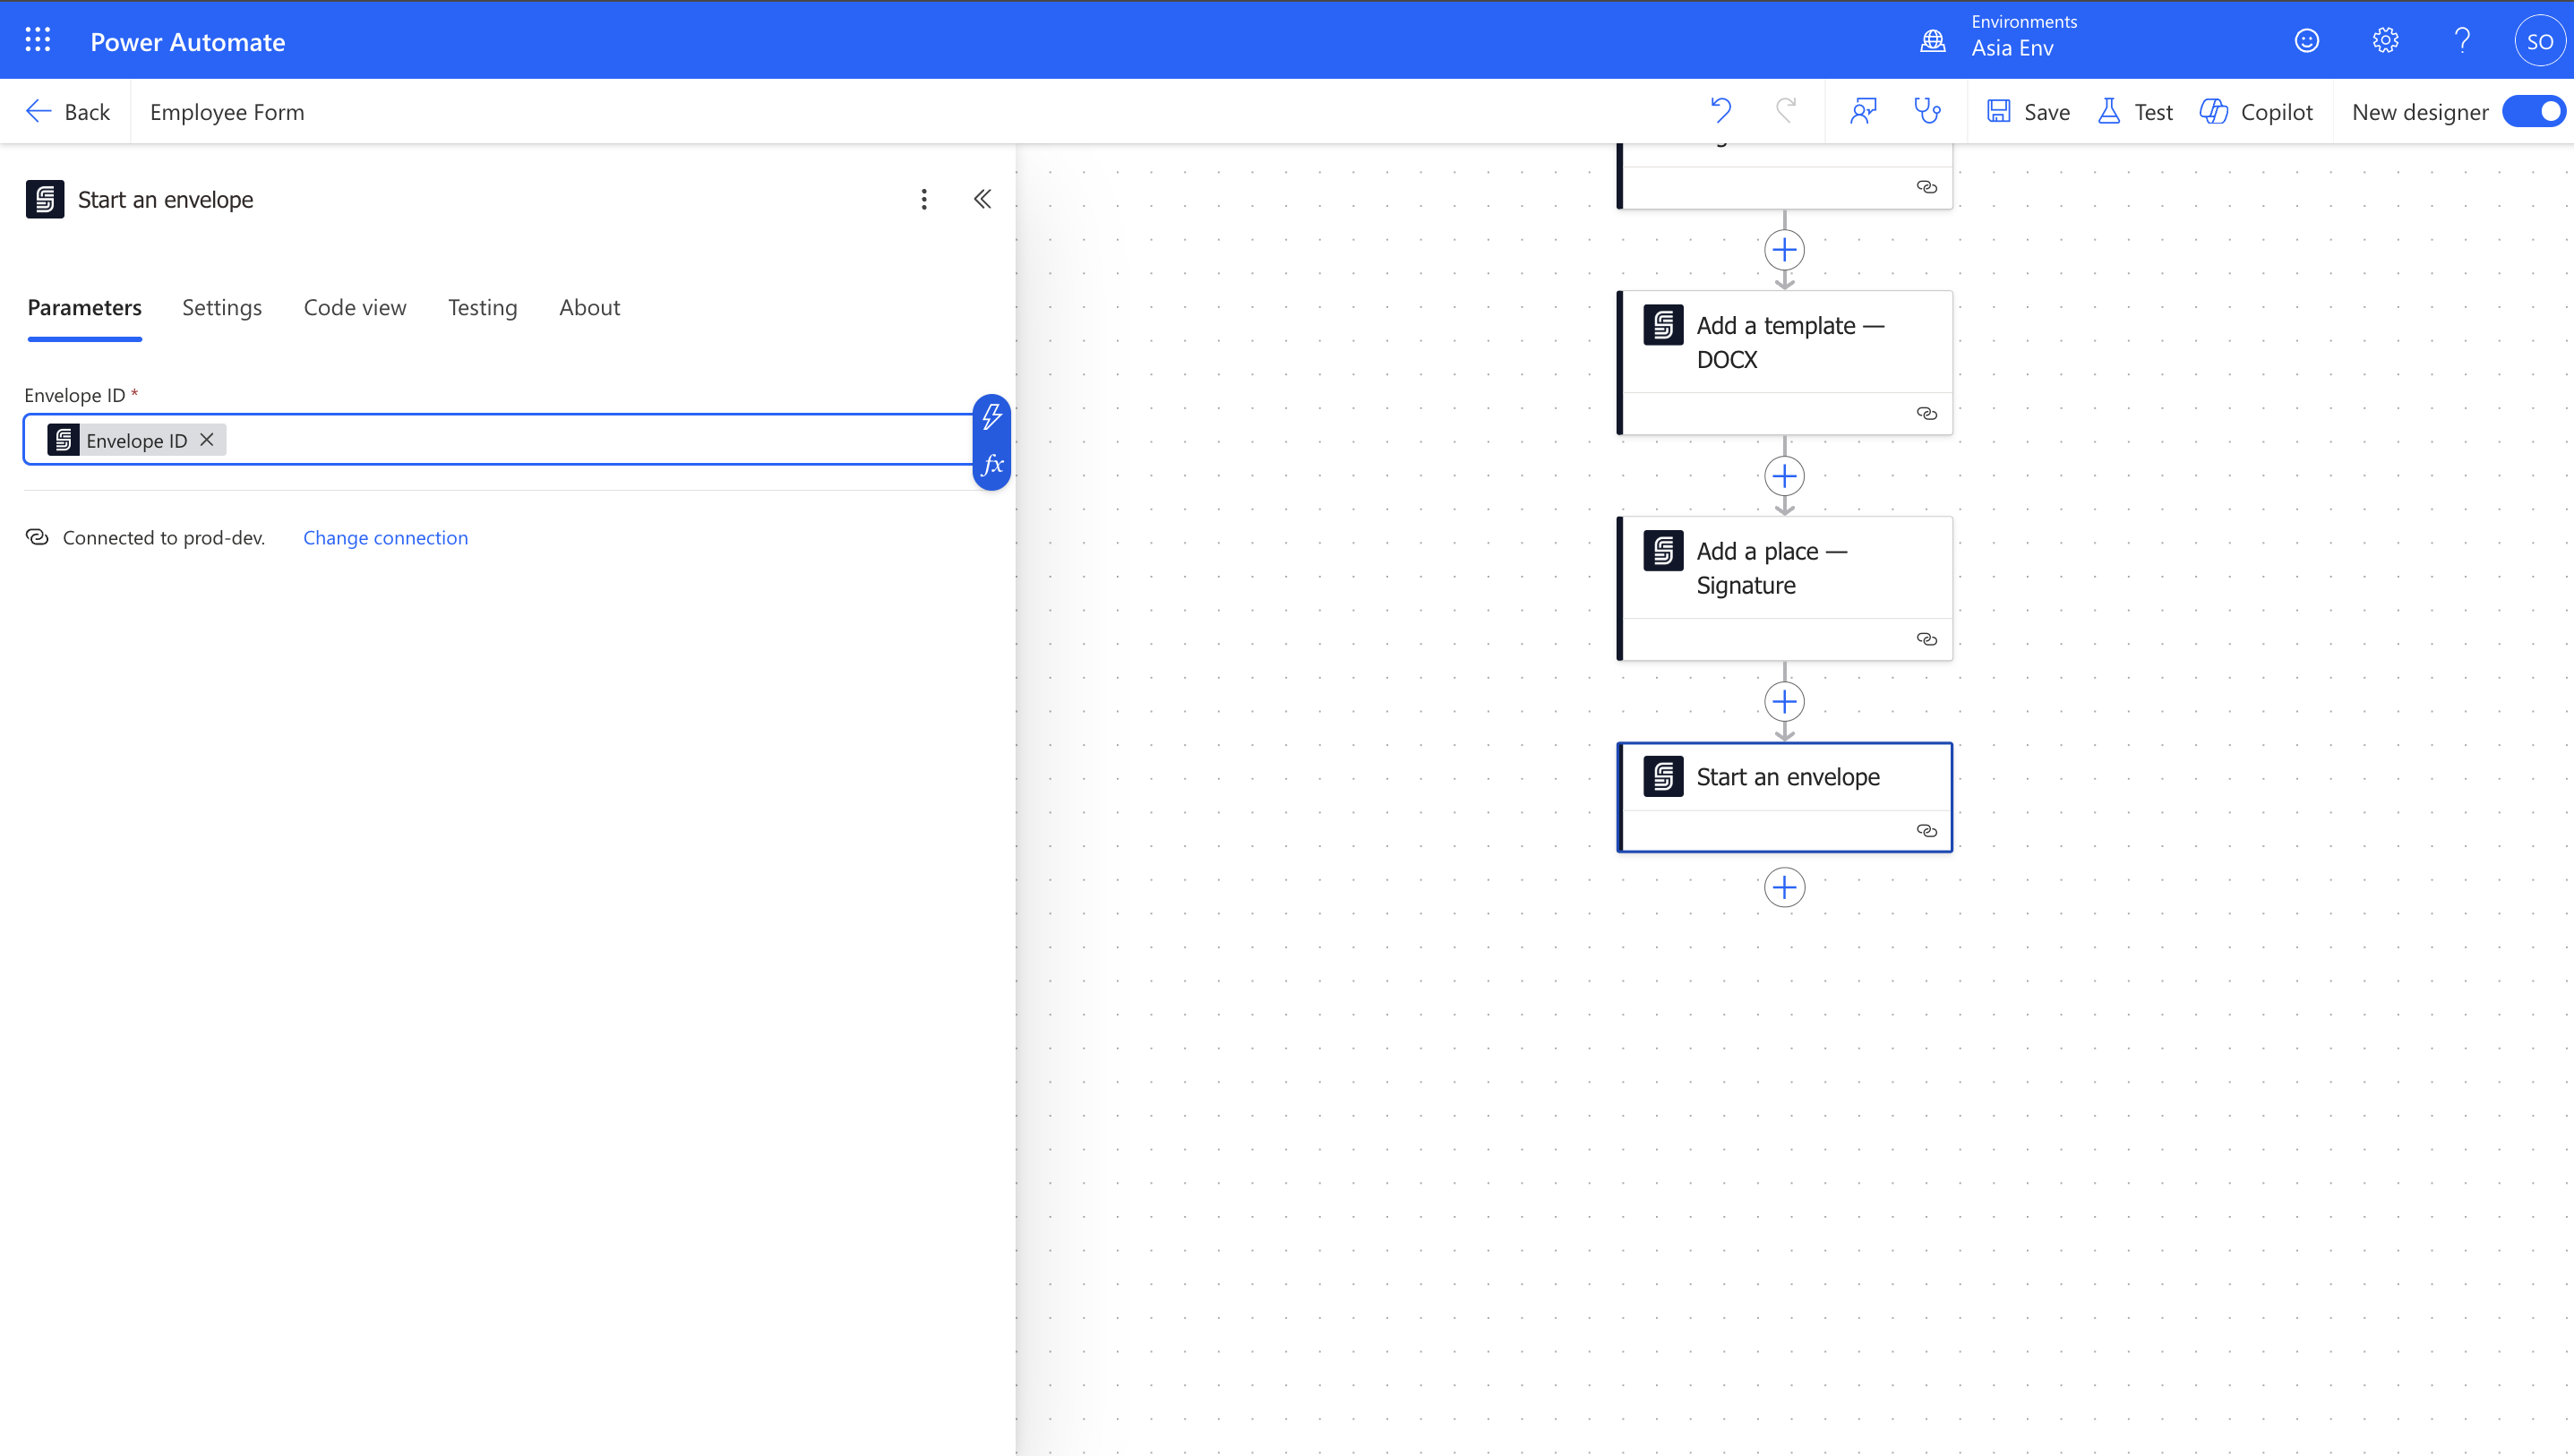 Power Automate
Environments
Asia Env
SO
Back
Employee Form
Save
Test
Copilot
New designer
Start an envelope
Parameters
Settings
Code view
Testing
About
Envelope ID *
Envelope ID
fx
Connected to prod-dev.
Change connection
Add a template —
DOCX
Add a place —
Signature
Start an envelope